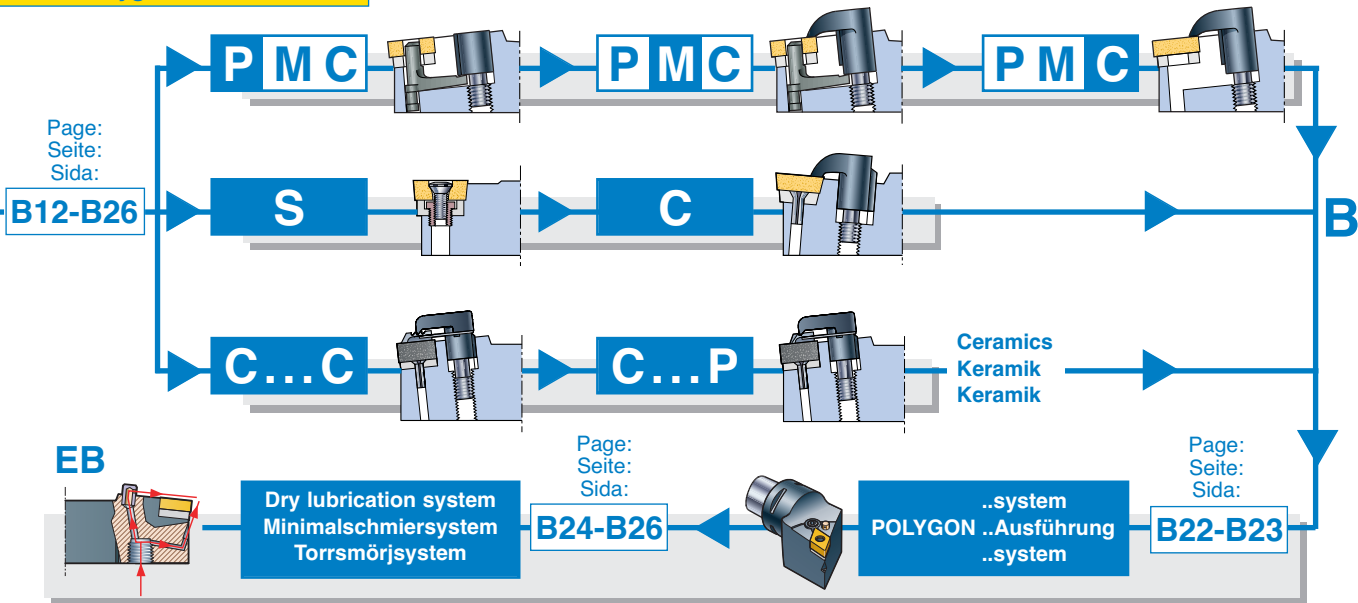 P M C
P M C
P M C
Page:
Seite:
Sida:
B12-B26
S
C
B
C...C
C...P
Ceramics
Keramik
Keramik
EB
Dry lubrication system
Minimalschmiersystem
Torrsmörjsystem
Page:
Seite:
Sida:
B24-B26
..system
POLYGON ..Ausführung
..system
Page:
Seite:
Sida:
B22-B23